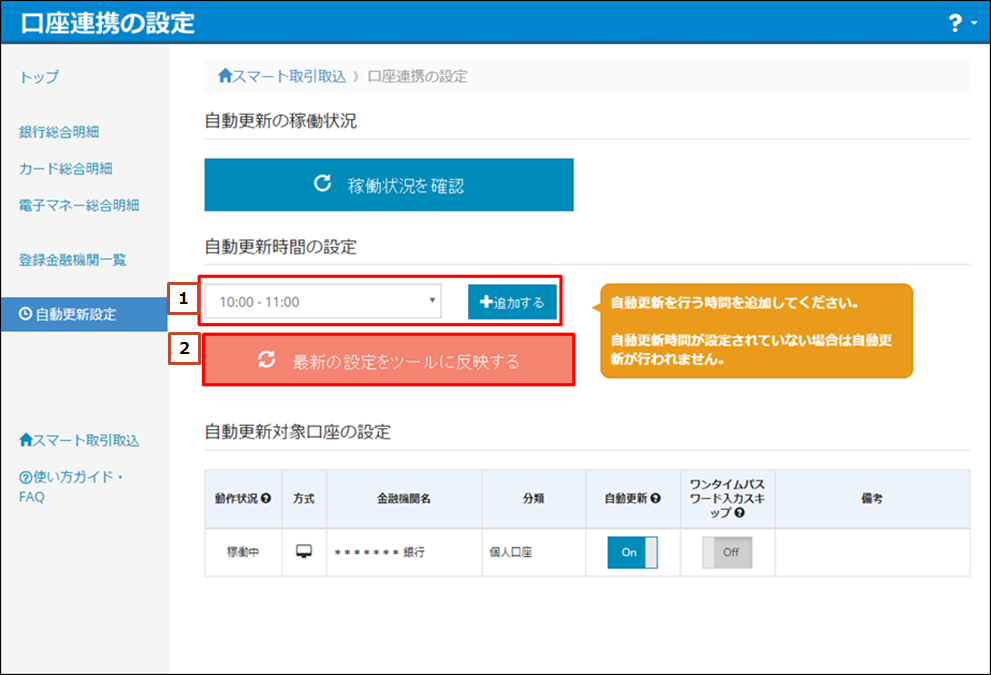 口座連携の設定
?
トップ
銀行総合明細
カード総合明細
電子マネー総合明細
登録金融機関一覧
自動更新設定
スマート取引取込
使い方ガイド・
FAQ
スマート取引取込 》 口座連携の設定
自動更新の稼働状況
稼働状況を確認
自動更新時間の設定
1
10:00 - 11:00
追加する
2
最新の設定をツールに反映する
自動更新を行う時間を追加してください。
自動更新時間が設定されていない場合は自動更
新が行われません。
自動更新対象口座の設定
動作状況 ? 方式 金融機関名 分類 自動更新 ? ワンタイムパス
ワード入力スキ
ップ ? 備考
稼働中 ******* 銀行 個人口座 On Off